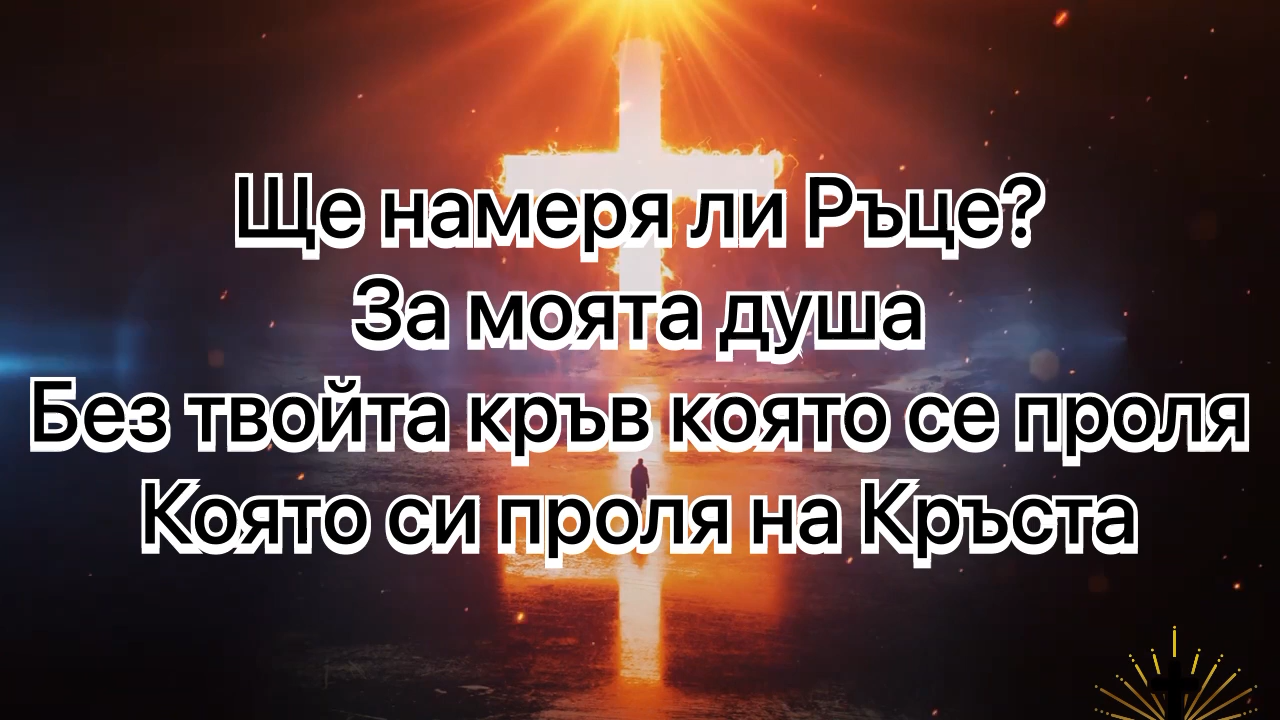 Ще намеря ли Ръце?
За моята душа
Без твойта кръв която се проля
Която си проля на Кръста